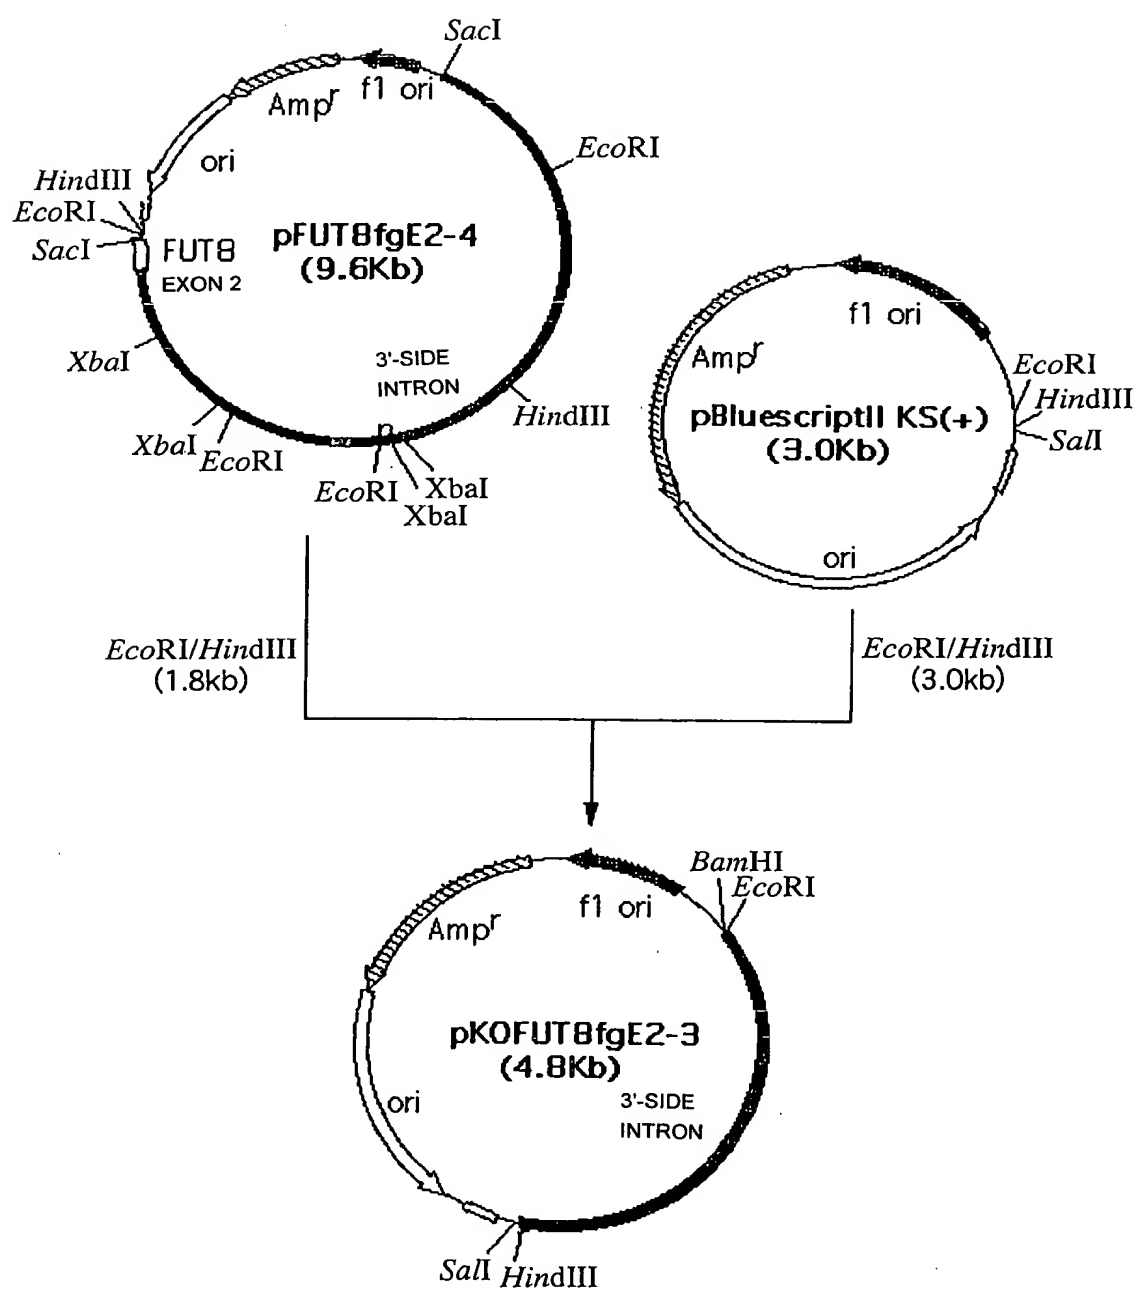 SacI
f1 ori
Ampr
EcoRI
ori
HindIII
EcoRI
SacI
FUT8
EXON 2
pFUT8fgE2-4
(9.6Kb)
XbaI
3'-SIDE
INTRON
HindIII
XbaI
EcoRI
EcoRI
XbaI
XbaI
f1 ori
Ampr
EcoRI
HindIII
SalI
pBluescriptII KS(+)
(3.0Kb)
ori
EcoRI/HindIII
(1.8kb)
EcoRI/HindIII
(3.0kb)
BamHI
EcoRI
f1 ori
Ampr
pKOFUT8fgE2-3
(4.8Kb)
ori
3'-SIDE
INTRON
SalI
HindIII